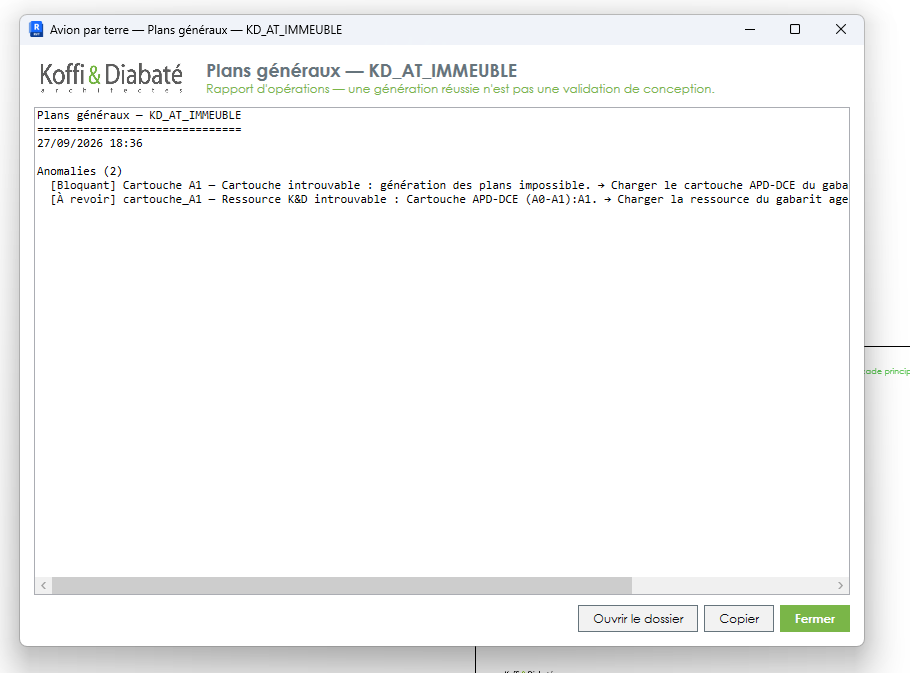 Avion par terre — Plans généraux — KD_AT_IMMEUBLE
Koffi & Diabaté
architectes
Plans généraux — KD_AT_IMMEUBLE
Rapport d'opérations — une génération réussie n'est pas une validation de conception.
Plans généraux — KD_AT_IMMEUBLE
===============================
27/09/2026 18:36
Anomalies (2)
[Bloquant] Cartouche A1 — Cartouche introuvable : génération des plans impossible. → Charger le cartouche APD-DCE du gaba
[À revoir] cartouche_A1 — Ressource K&D introuvable : Cartouche APD-DCE (A0-A1):A1. → Charger la ressource du gabarit age
ade princip
Ouvrir le dossier
Copier
Fermer